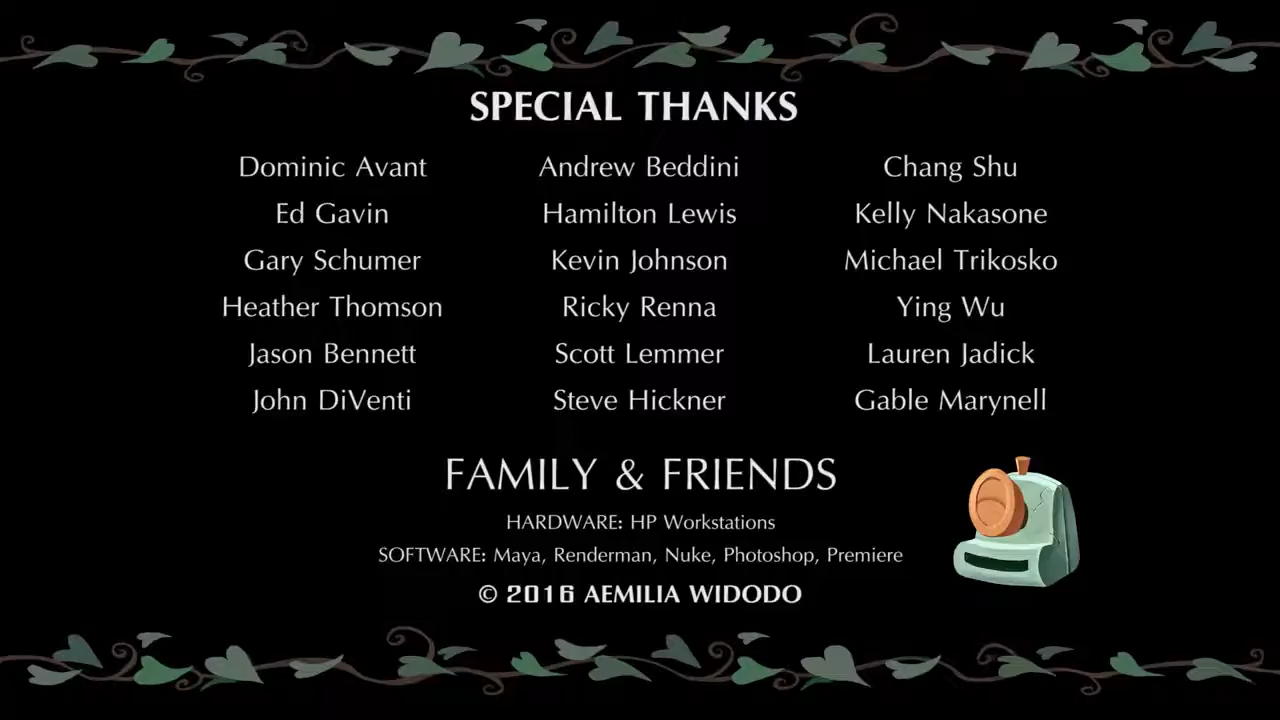 SPECIAL THANKS
Dominic Avant Andrew Beddini Chang Shu
Ed Gavin Hamilton Lewis Kelly Nakasone
Gary Schumer Kevin Johnson Michael Trikosko
Heather Thomson Ricky Renna Ying Wu
Jason Bennett Scott Lemmer Lauren Jadick
John DiVenti Steve Hickner Gable Marynell
FAMILY & FRIENDS
HARDWARE: HP Workstations
SOFTWARE: Maya, Renderman, Nuke, Photoshop, Premiere
© 2016 AEMILIA WIDODO